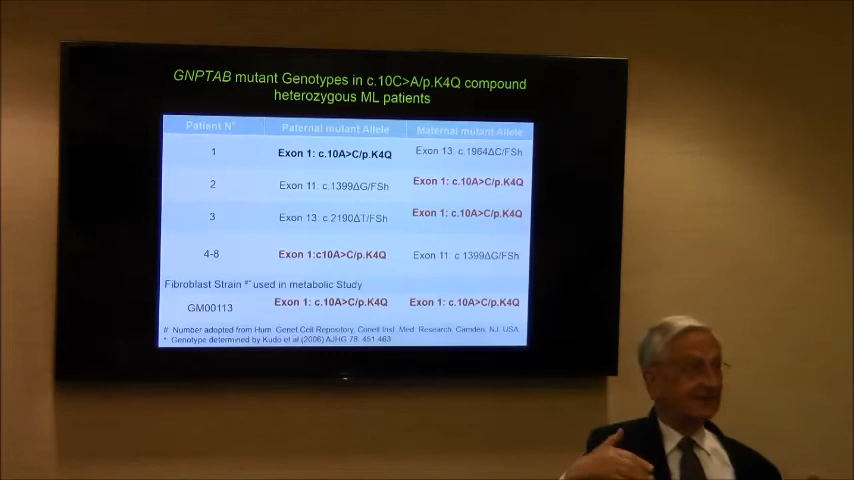 GNPTAB mutant Genotypes in c.10C>A/p.K4Q compound
heterozygous ML patients
Patient N° Paternal mutant Allele Maternal mutant Allele
1 Exon 1: c.10A>C/p.K4Q Exon 13: c.1964ΔC/FSh
2 Exon 11: c.1399ΔG/FSh Exon 1: c.10A>C/p.K4Q
3 Exon 13: c.2190ΔT/FSh Exon 1: c.10A>C/p.K4Q
4-8 Exon 1:c10A>C/p.K4Q Exon 11: c.1399ΔG/FSh
Fibroblast Strain #* used in metabolic Study
GM00113 Exon 1: c.10A>C/p.K4Q Exon 1: c.10A>C/p.K4Q
# Number adopted from Hum. Genet Cell Repository, Coriell Inst. Med. Research, Camden, NJ, USA.
* Genotype determined by Kudo et al (2006) AJHG 78: 451-463